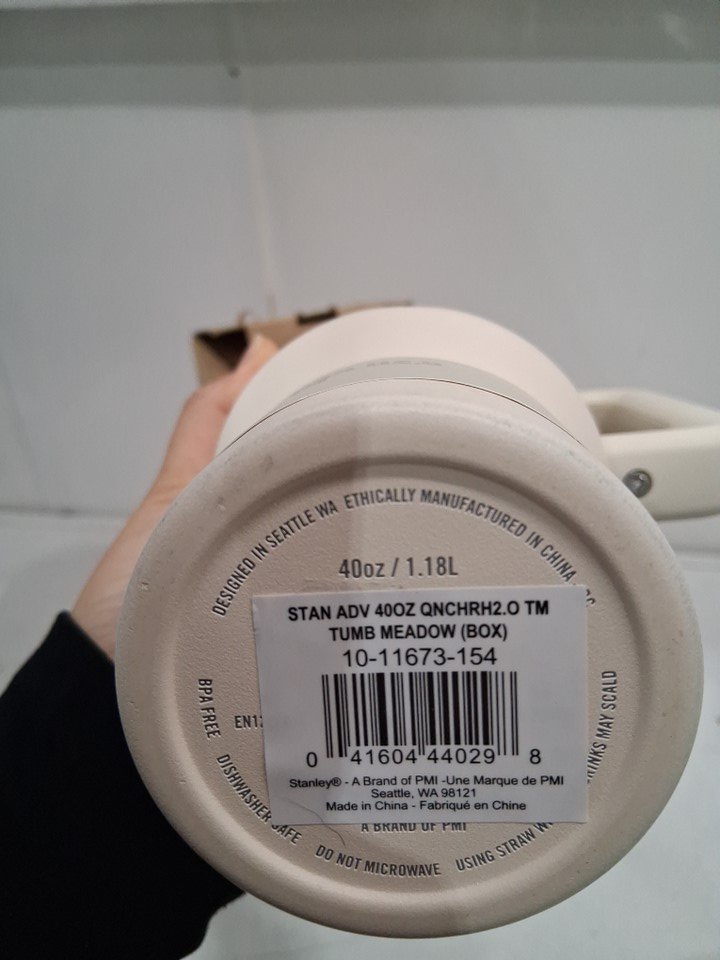 DESIGNED IN SEATTLE WA ETHICALLY MANUFACTURED IN CHINA
40oz / 1.18L
STAN ADV 40OZ QNCHRH2.O TM
TUMB MEADOW (BOX)
10-11673-154
0 41604 44029 8
Stanley® - A Brand of PMI -Une Marque de PMI
Seattle, WA 98121
Made in China - Fabriqué en Chine
EN12
A BRAND OF PMI
BPA FREE DISHWASHER SAFE DO NOT MICROWAVE USING STRAW MAY SCALD